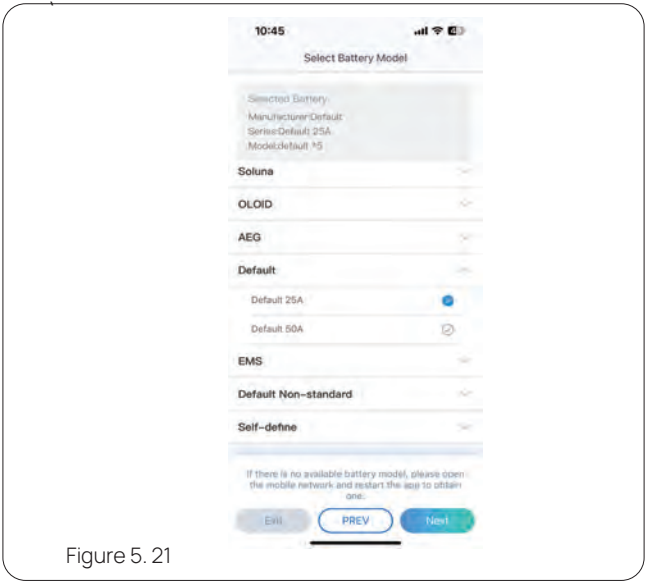 10:45
Select Battery Model
Selected Battery:
Manufacturer:Default
Series:Default 25A
Model:default *5
Soluna
OLOID
AEG
Default
Default 25A
Default 50A
EMS
Default Non-standard
Self-define
If there is no available battery model, please open
the mobile network and restart the app to obtain
one.
Exit PREV Next
Figure 5. 21